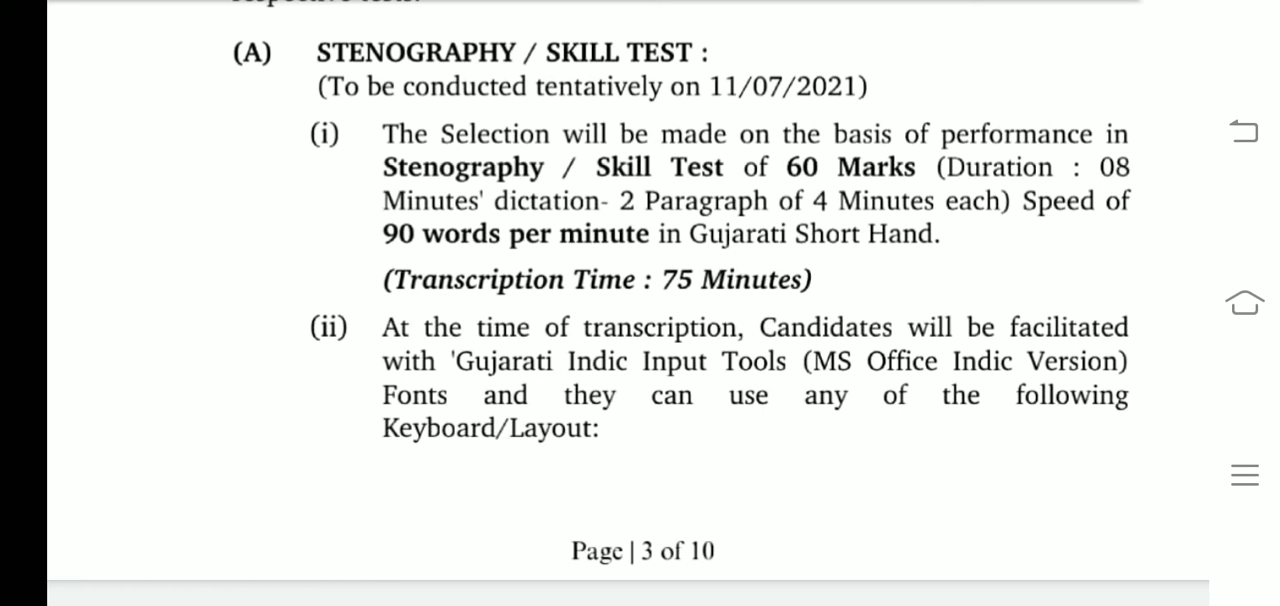 (A) STENOGRAPHY / SKILL TEST :
(To be conducted tentatively on 11/07/2021)
(i) The Selection will be made on the basis of performance in
Stenography / Skill Test of 60 Marks (Duration : 08
Minutes' dictation- 2 Paragraph of 4 Minutes each) Speed of
90 words per minute in Gujarati Short Hand.
(Transcription Time : 75 Minutes)
(ii) At the time of transcription, Candidates will be facilitated
with 'Gujarati Indic Input Tools (MS Office Indic Version)
Fonts and they can use any of the following
Keyboard/Layout:
Page | 3 of 10